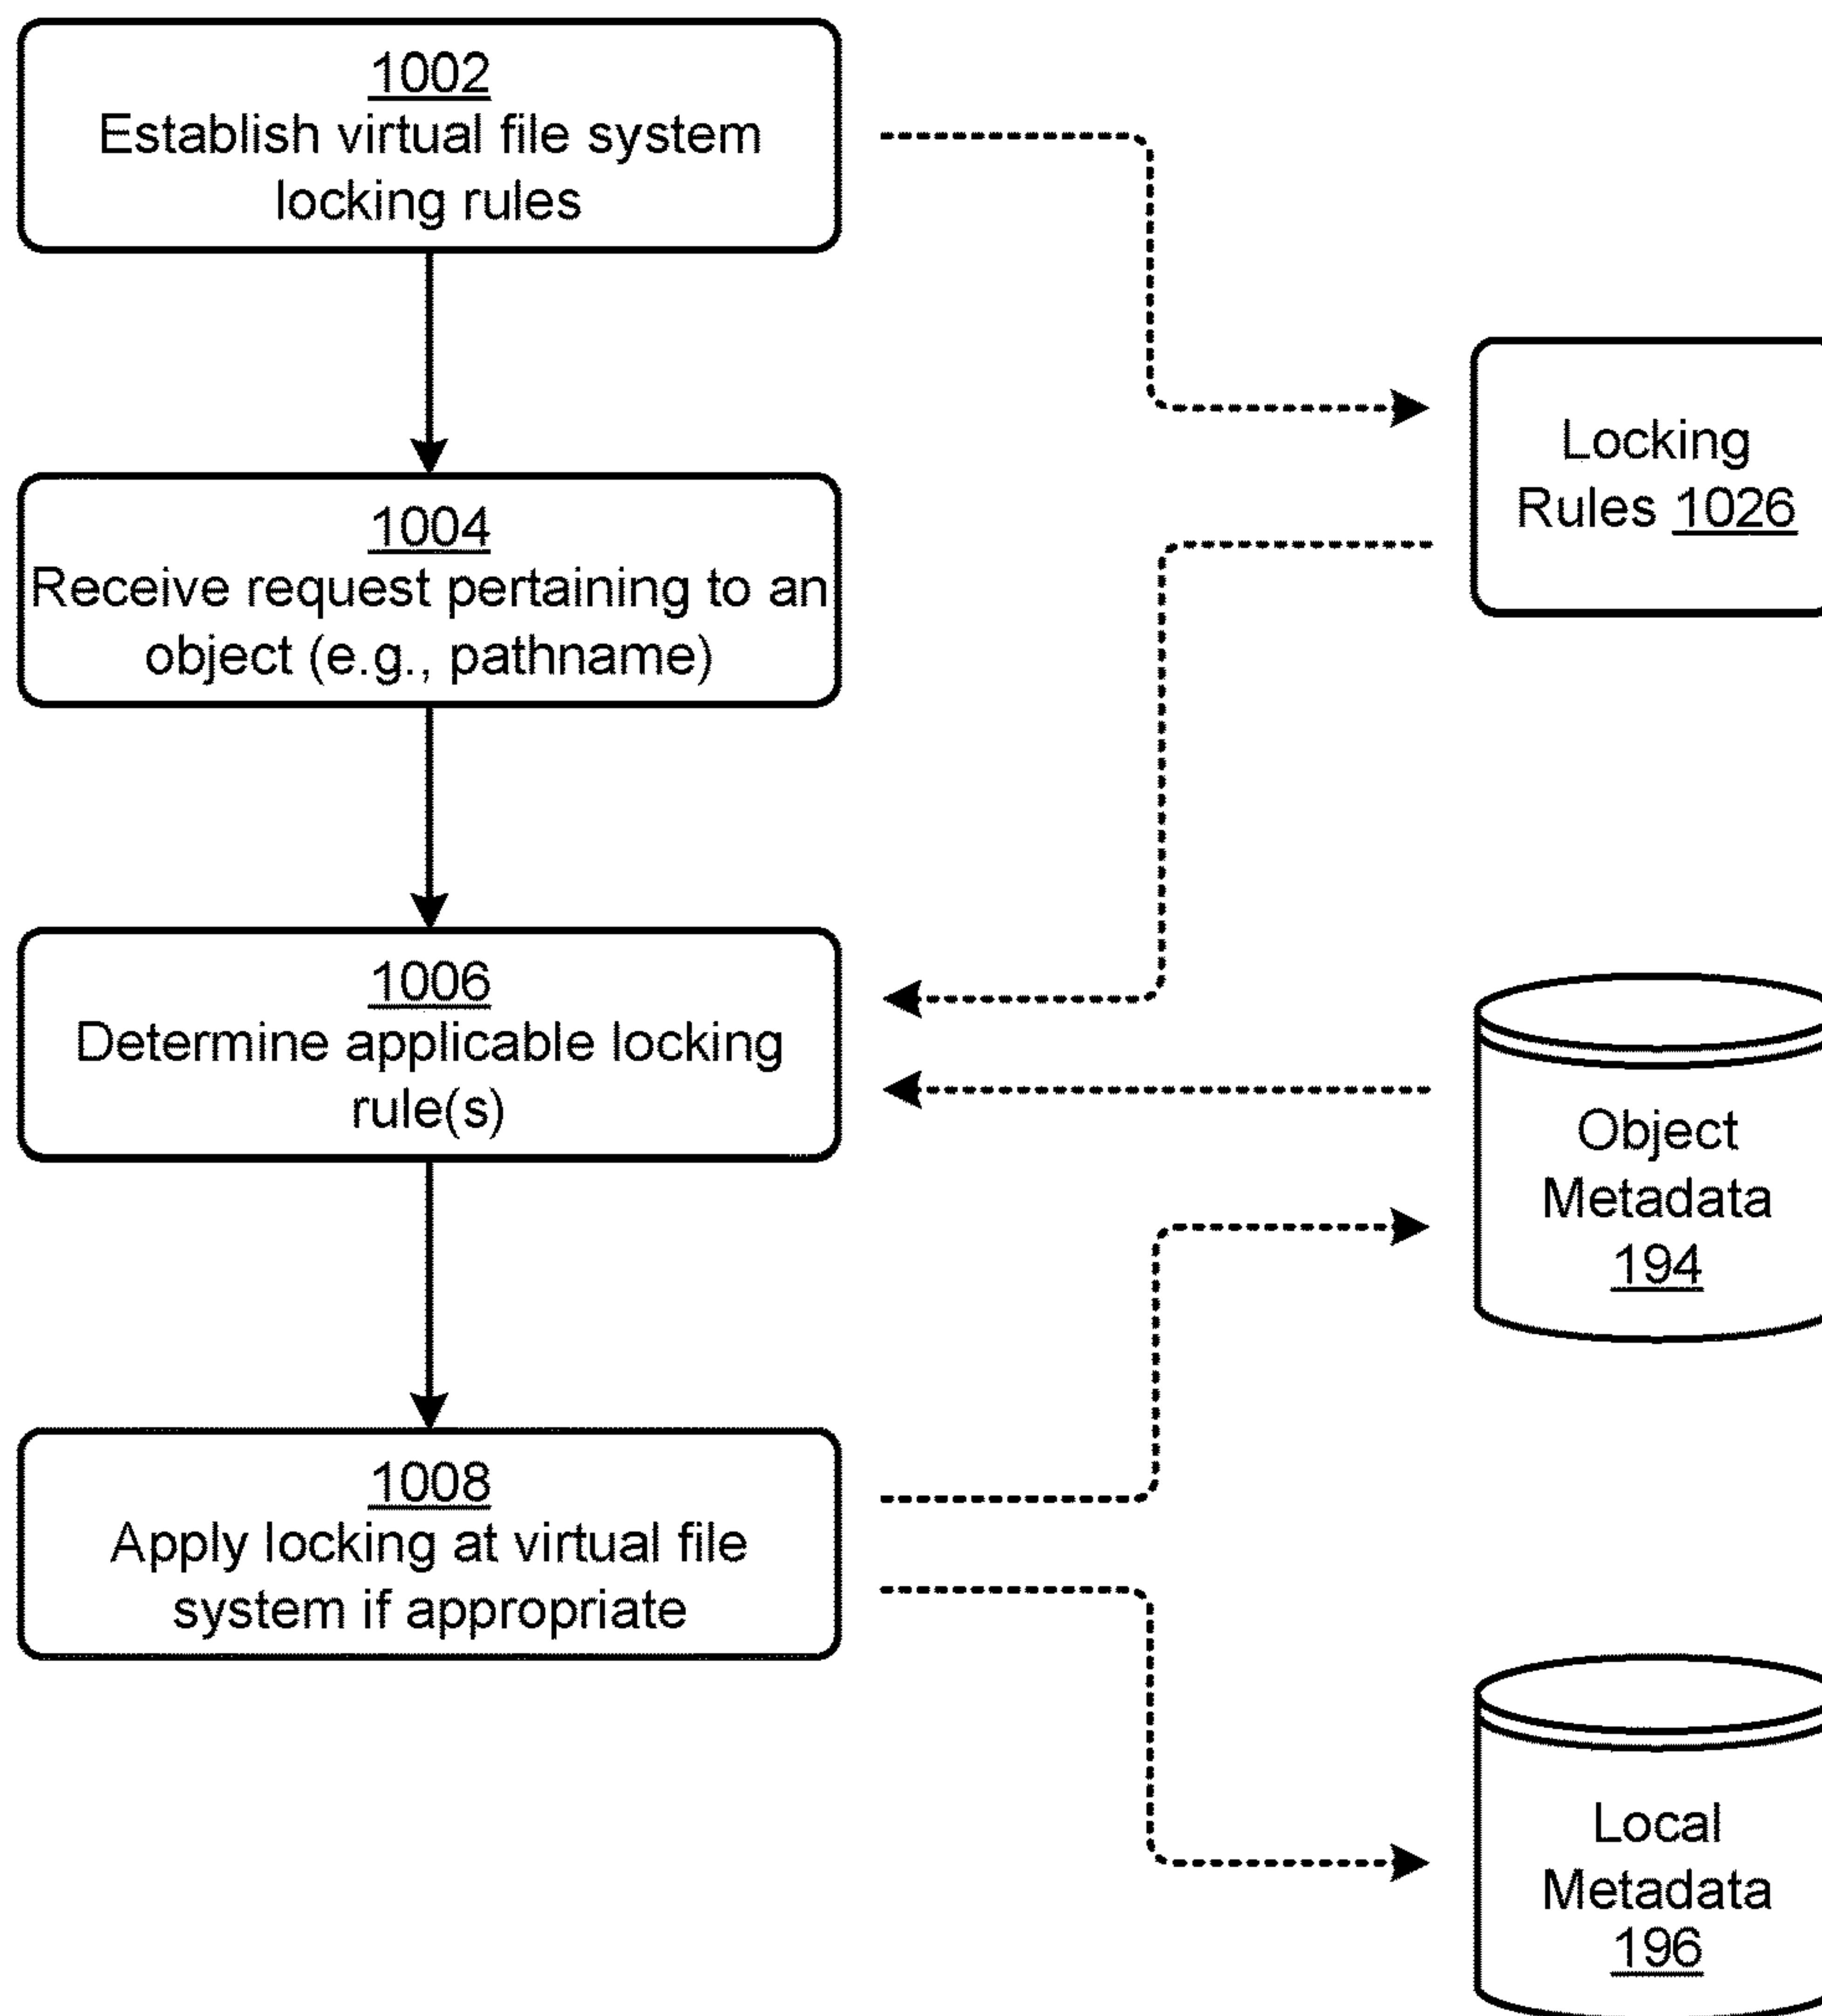 1002
Establish virtual file system
locking rules
1004
Receive request pertaining to an
object (e.g., pathname)
1006
Determine applicable locking
rule(s)
1008
Apply locking at virtual file
system if appropriate
Locking
Rules 1026
Object
Metadata
194
Local
Metadata
196